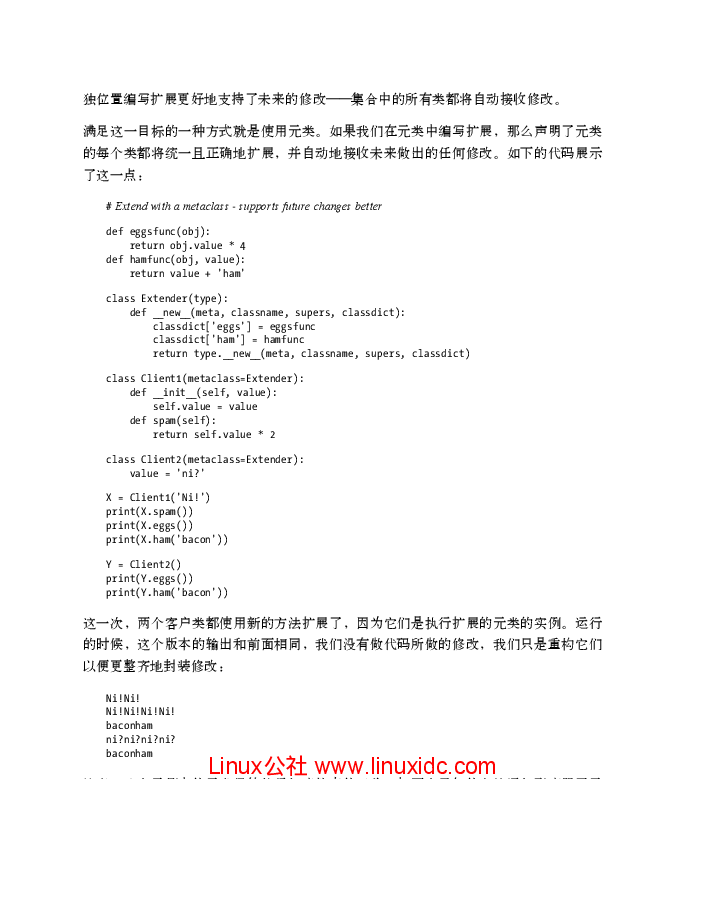 独位置编写扩展更好地支持了未来的修改——集合中的所有类都将自动接收修改。
满足这一目标的一种方式就是使用元类。如果我们在元类中编写扩展，那么声明了元类
的每个类都将统一且正确地扩展，并自动地接收未来做出的任何修改。如下的代码展示
了这一点：
# Extend with a metaclass - supports future changes better
def eggsfunc(obj):
    return obj.value * 4
def hamfunc(obj, value):
    return value + 'ham'
class Extender(type):
    def __new__(meta, classname, supers, classdict):
        classdict['eggs'] = eggsfunc
        classdict['ham'] = hamfunc
        return type.__new__(meta, classname, supers, classdict)
class Client1(metaclass=Extender):
    def __init__(self, value):
        self.value = value
    def spam(self):
        return self.value * 2
class Client2(metaclass=Extender):
    value = 'ni?'
X = Client1('Ni!')
print(X.spam())
print(X.eggs())
print(X.ham('bacon'))
Y = Client2()
print(Y.eggs())
print(Y.ham('bacon'))
这一次，两个客户类都使用新的方法扩展了，因为它们是执行扩展的元类的实例。运行
的时候，这个版本的输出和前面相同，我们没有做代码所做的修改，我们只是重构它们
以便更整齐地封装修改：
Ni!Ni!
Ni!Ni!Ni!Ni!
baconham
ni?ni?ni?ni?
baconham
Linux公社 www.linuxidc.com